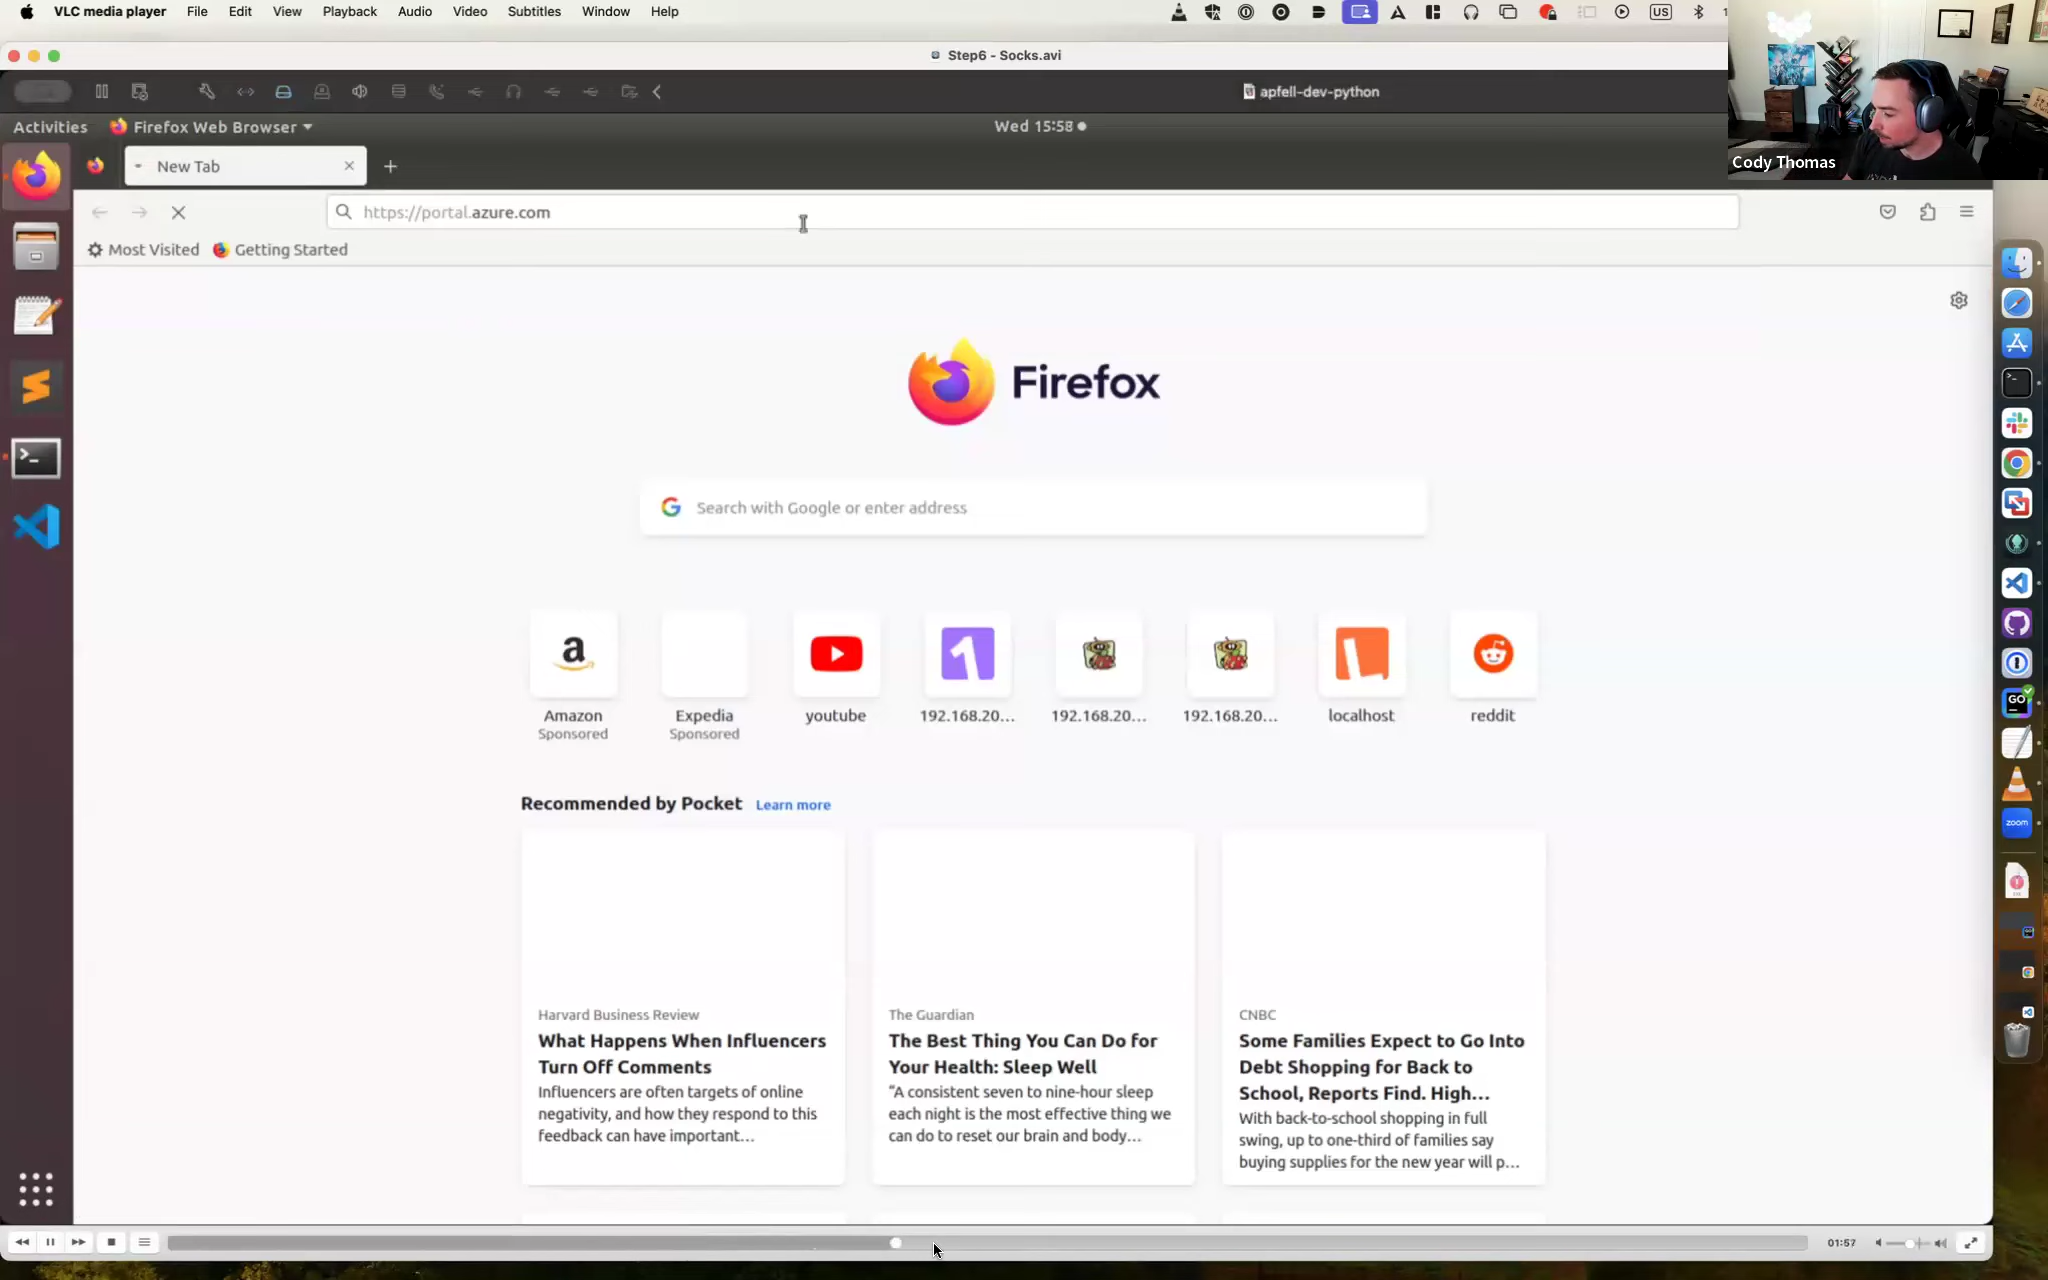 VLC media player File Edit View Playback Audio Video Subtitles Window Help
US
Step6 - Socks.avi
apfell-dev-python
Activities Firefox Web Browser
Wed 15:58
Cody Thomas
New Tab
https://portal.azure.com
Most Visited Getting Started
Firefox
Search with Google or enter address
Amazon
Sponsored
Expedia
Sponsored
youtube
192.168.20...
192.168.20...
192.168.20...
localhost
reddit
Recommended by Pocket Learn more
Harvard Business Review
What Happens When Influencers
Turn Off Comments
Influencers are often targets of online
negativity, and how they respond to this
feedback can have important...
The Guardian
The Best Thing You Can Do for
Your Health: Sleep Well
“A consistent seven to nine-hour sleep
each night is the most effective thing we
can do to reset our brain and body...
CNBC
Some Families Expect to Go Into
Debt Shopping for Back to
School, Reports Find. High...
With back-to-school shopping in full
swing, up to one-third of families say
buying supplies for the new year will p...
GO
zoom
01:57